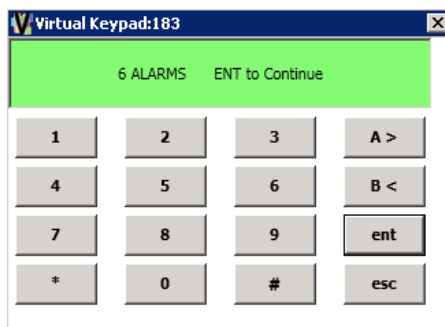 Virtual Keypad:183
6 ALARMS ENT to Continue
1 2 3 A >
4 5 6 B <
7 8 9 ent
* 0 # esc